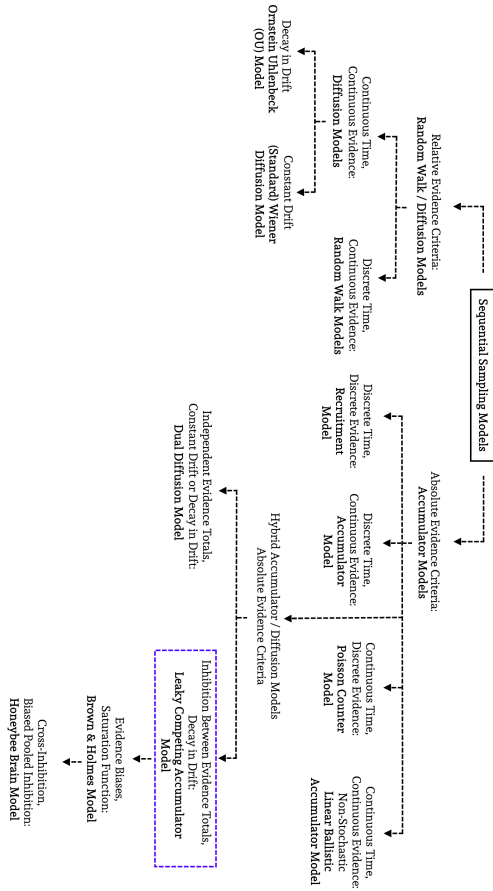 Sequential Sampling Models
Relative Evidence Criteria:
Random Walk / Diffusion Models
Absolute Evidence Criteria:
Accumulator Models
Continuous Time,
Continuous Evidence:
Diffusion Models
Discrete Time,
Continuous Evidence:
Random Walk Models
Discrete Time,
Discrete Evidence:
Recruitment
Model
Discrete Time,
Continuous Evidence:
Accumulator
Model
Continuous Time,
Discrete Evidence:
Poisson Counter
Model
Continuous Time,
Continuous Evidence:
Non-Stochastic
Linear Ballistic
Accumulator Model
Decay in Drift
Ornstein Uhlenbeck
(OU) Model
Constant Drift
(Standard) Wiener
Diffusion Model
Hybrid Accumulator / Diffusion Models
Absolute Evidence Criteria
Independent Evidence Totals,
Constant Drift or Decay in Drift:
Dual Diffusion Model
Inhibition Between Evidence Totals,
Decay in Drift:
Leaky Competing Accumulator
Model
Evidence Biases,
Saturation Function:
Brown & Holmes Model
Cross-Inhibition,
Biased Pooled Inhibition:
Honeybee Brain Model